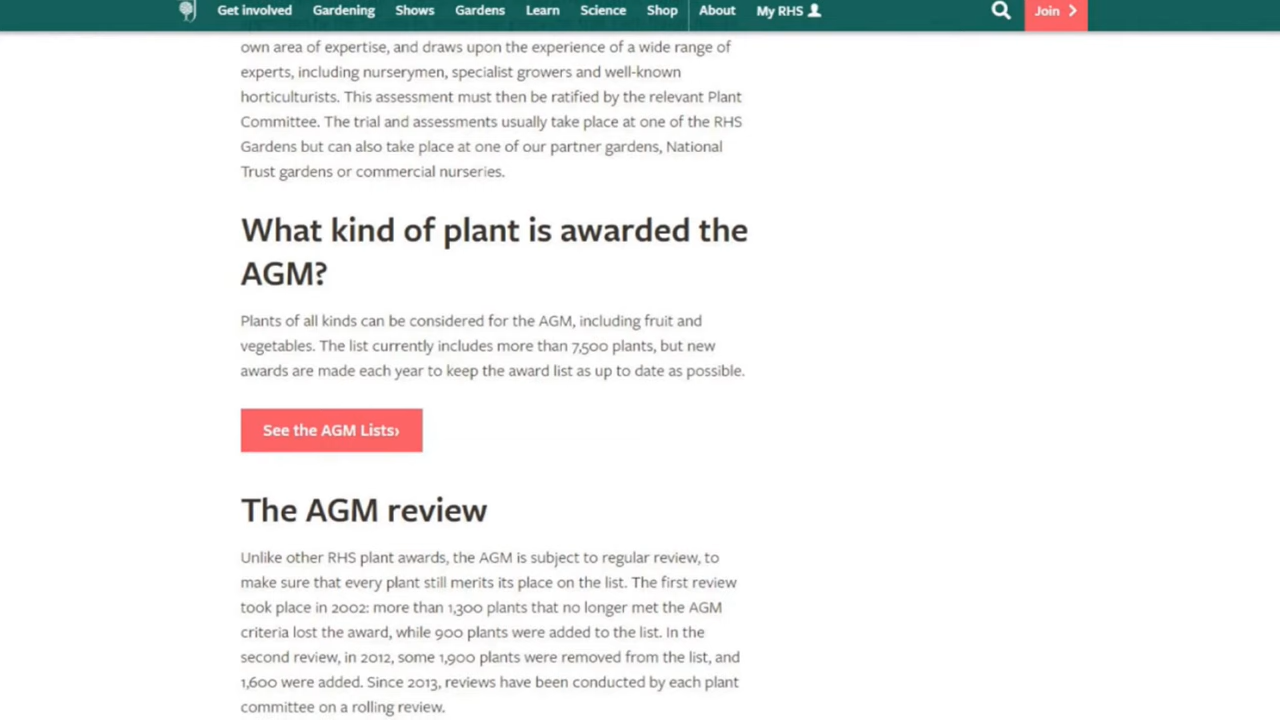 Get involved Gardening Shows Gardens Learn Science Shop About My RHS Join
own area of expertise, and draws upon the experience of a wide range of
experts, including nurserymen, specialist growers and well-known
horticulturists. This assessment must then be ratified by the relevant Plant
Committee. The trial and assessments usually take place at one of the RHS
Gardens but can also take place at one of our partner gardens, National
Trust gardens or commercial nurseries.
What kind of plant is awarded the
AGM?
Plants of all kinds can be considered for the AGM, including fruit and
vegetables. The list currently includes more than 7,500 plants, but new
awards are made each year to keep the award list as up to date as possible.
See the AGM Lists›
The AGM review
Unlike other RHS plant awards, the AGM is subject to regular review, to
make sure that every plant still merits its place on the list. The first review
took place in 2002: more than 1,300 plants that no longer met the AGM
criteria lost the award, while 900 plants were added to the list. In the
second review, in 2012, some 1,900 plants were removed from the list, and
1,600 were added. Since 2013, reviews have been conducted by each plant
committee on a rolling review.